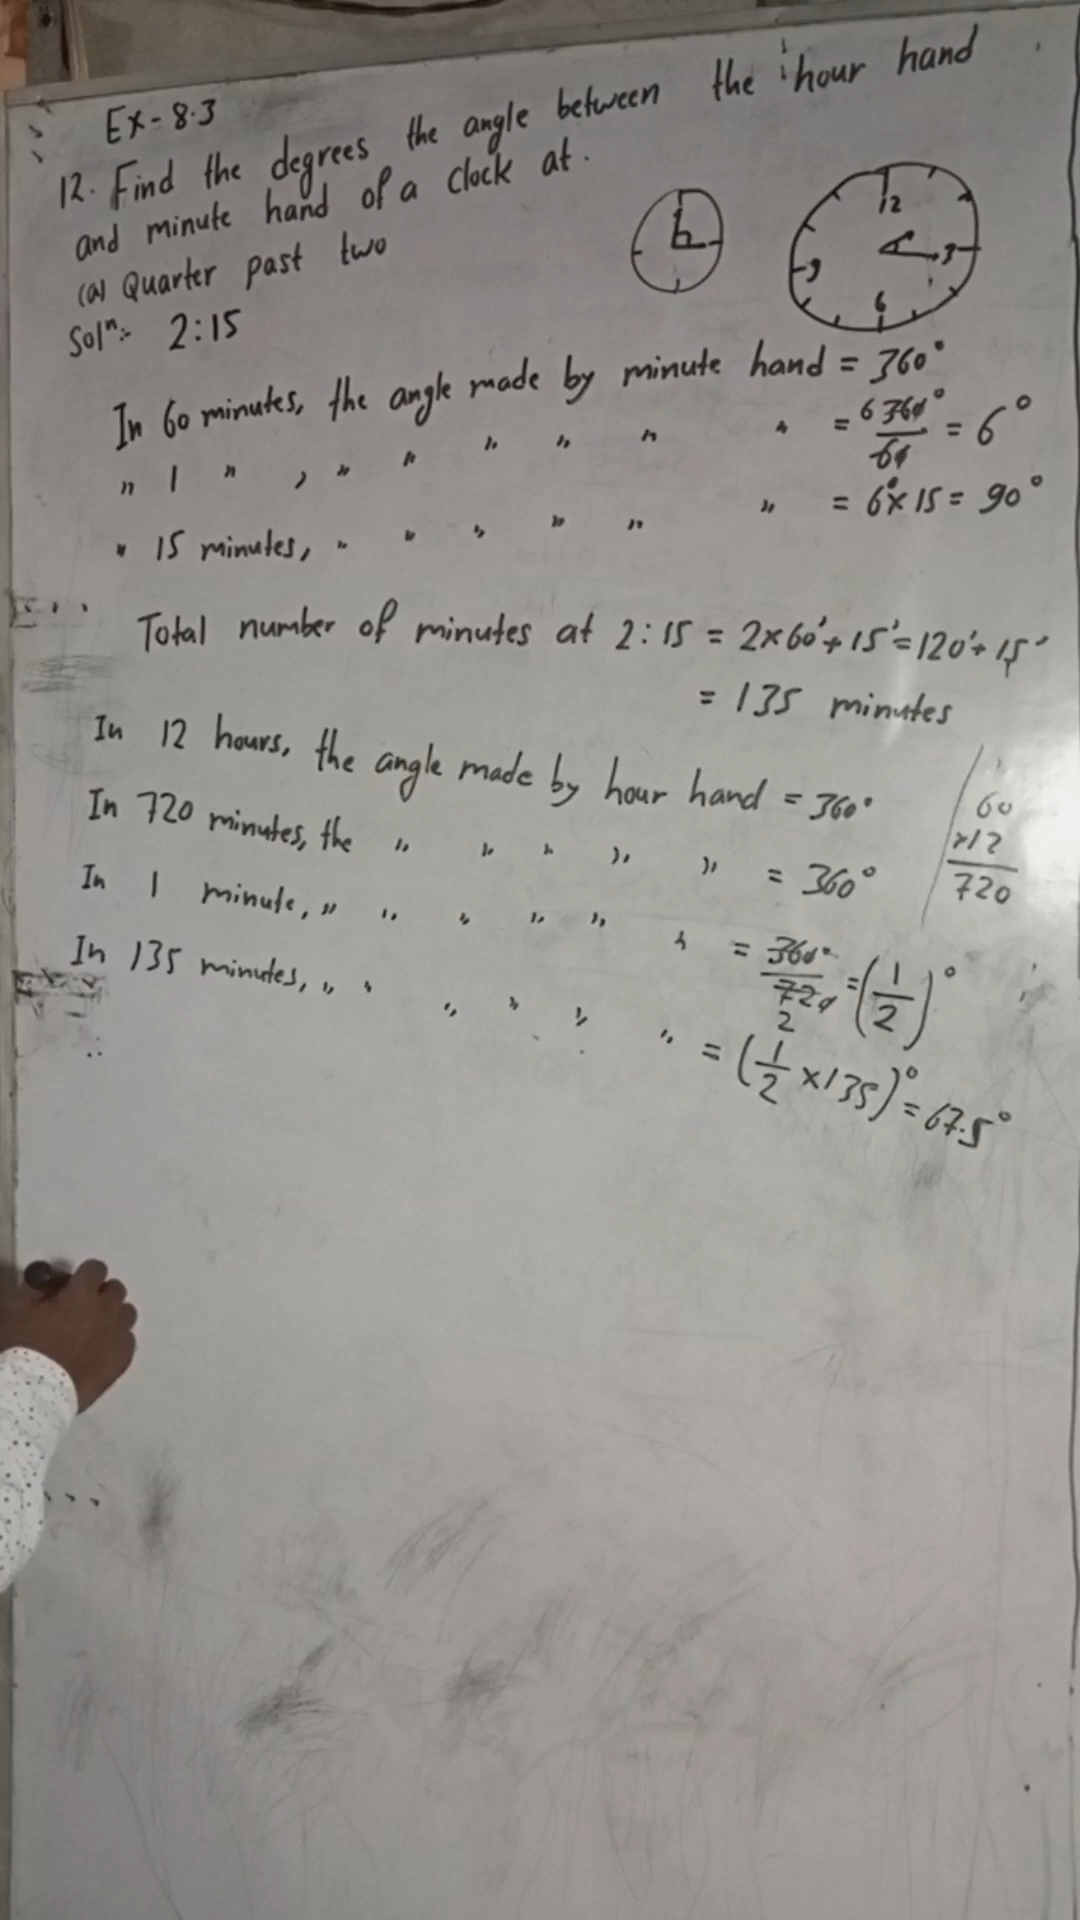 Ex-8.3
12. Find the degrees the angle between the hour hand
and minute hand of a clock at.
(a) Quarter past two
Solⁿ:- 2:15
12
3
6
9
In 60 minutes, the angle made by minute hand = 360°
" 1 " , " " " " " " = 360°/60 = 6°
6
" 15 minutes, " " " " " " = 6°×15 = 90°
Total number of minutes at 2:15 = 2×60'+15' = 120'+15'
= 135 minutes
In 12 hours, the angle made by hour hand = 360°
In 720 minutes, the " " " " " = 360°
60
×12
720
In 1 minute, " " " " " " = 360°/720 = (1/2)°
2
In 135 minutes, " " " " " " = (1/2 ×135)° = 67.5°